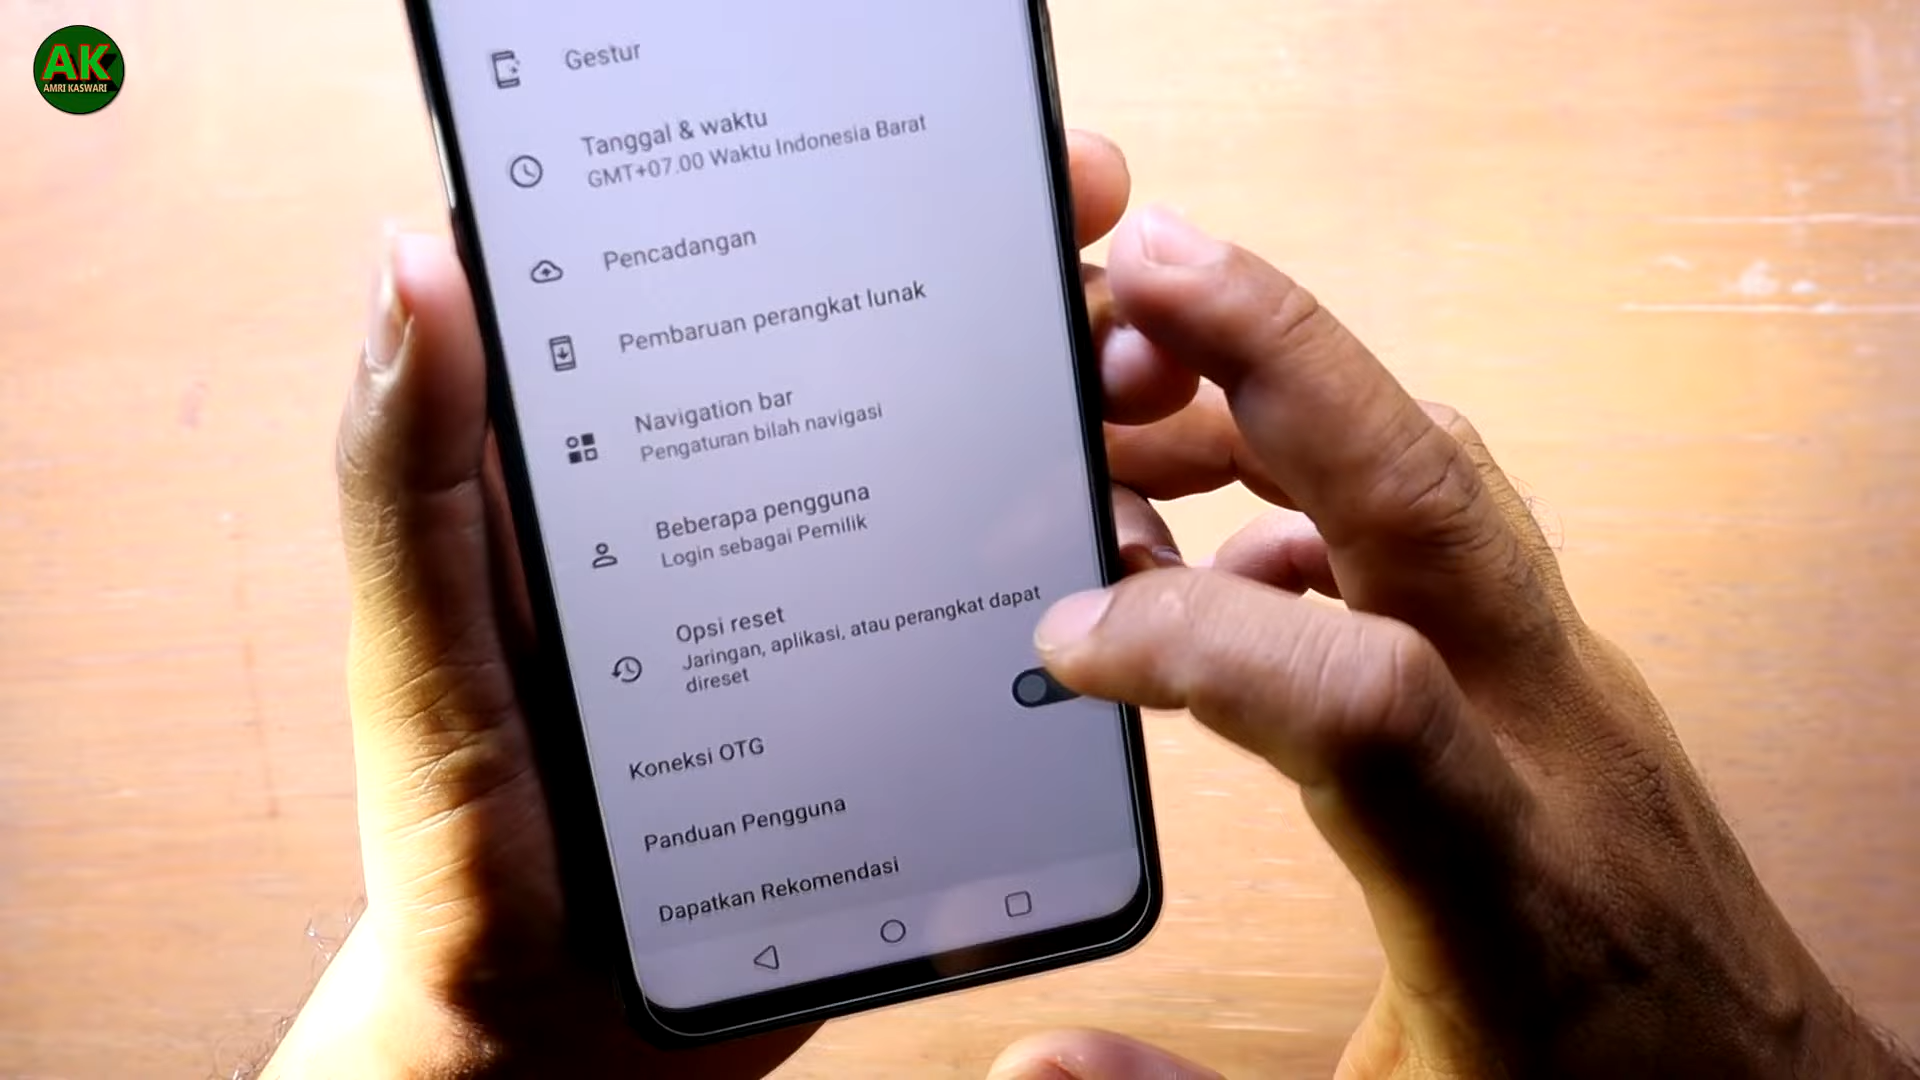 AK
AMRI KASWARI
Gestur
Tanggal & waktu
GMT+07.00 Waktu Indonesia Barat
Pencadangan
Pembaruan perangkat lunak
Navigation bar
Pengaturan bilah navigasi
Beberapa pengguna
Login sebagai Pemilik
Opsi reset
Jaringan, aplikasi, atau perangkat dapat
direset
Koneksi OTG
Panduan Pengguna
Dapatkan Rekomendasi